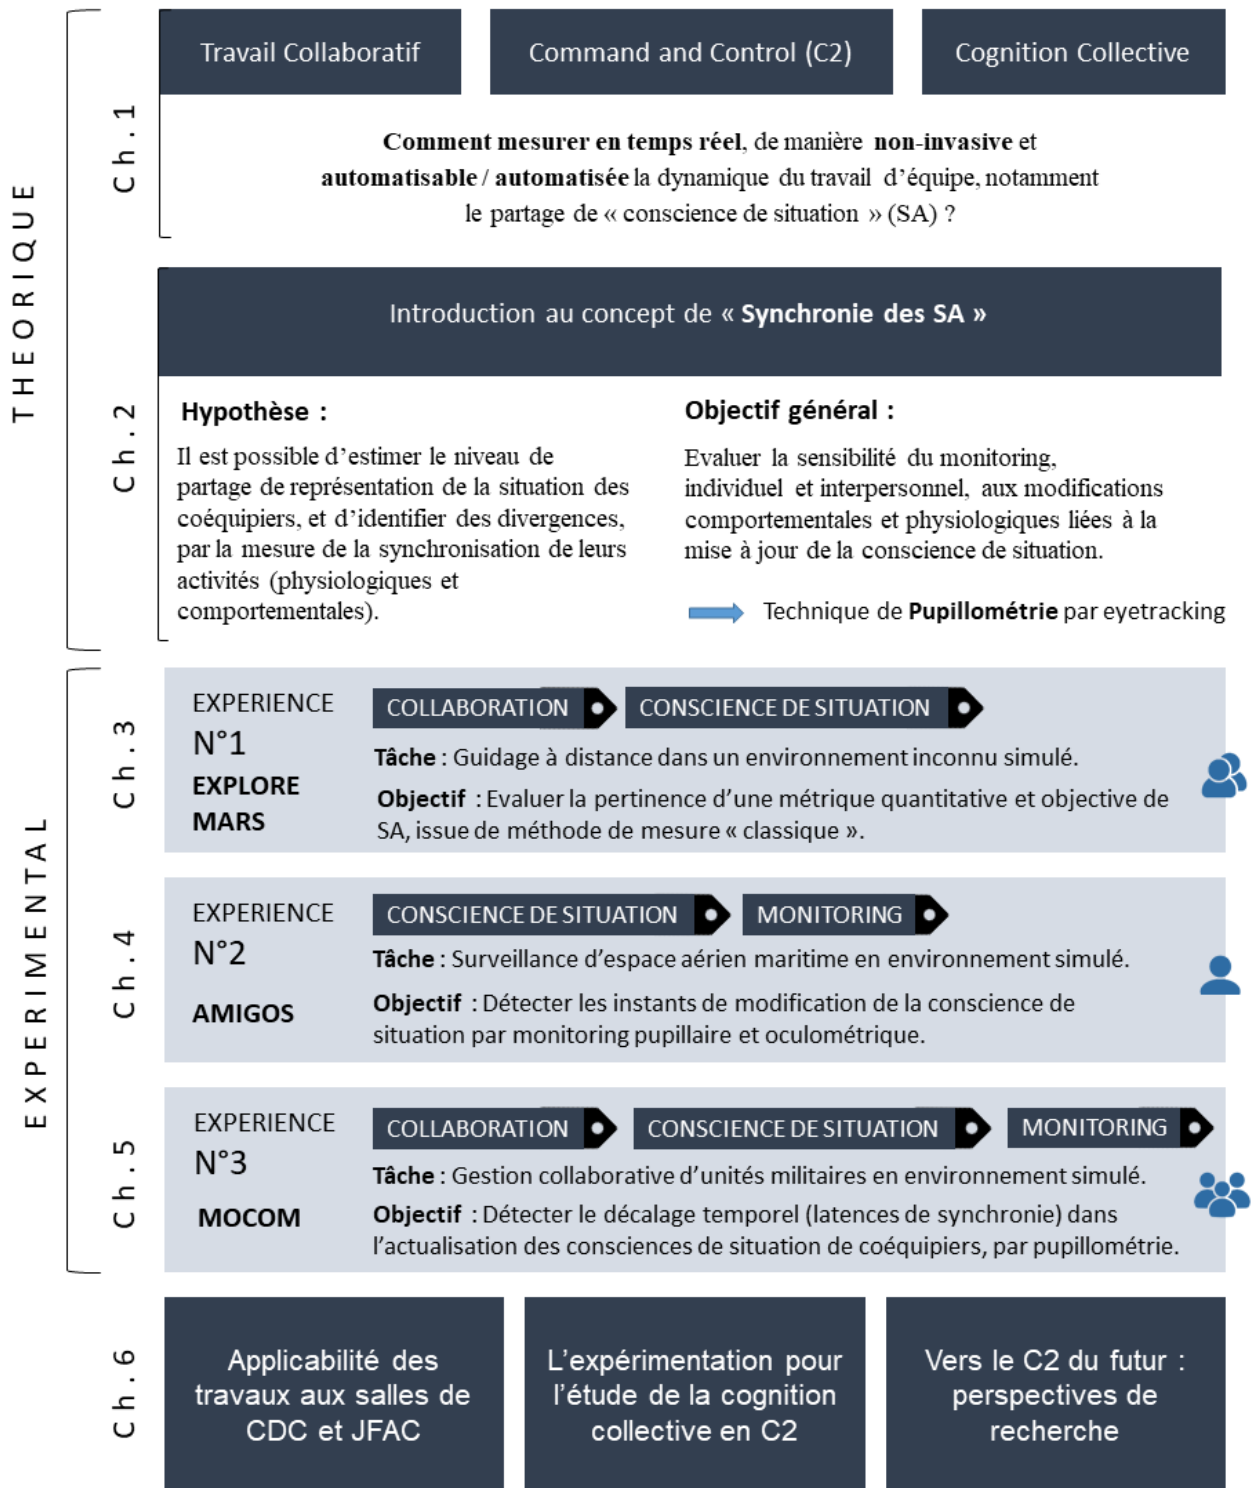 THEORIQUE
Ch.1
Travail Collaboratif
Command and Control (C2)
Cognition Collective
Comment mesurer en temps réel, de manière non-invasive et
automatisable / automatisée la dynamique du travail d'équipe, notamment
le partage de « conscience de situation » (SA) ?
Ch.2
Introduction au concept de « Synchronie des SA »
Hypothèse :
Il est possible d'estimer le niveau de
partage de représentation de la situation des
coéquipiers, et d'identifier des divergences,
par la mesure de la synchronisation de leurs
activités (physiologiques et
comportementales).
Objectif général :
Evaluer la sensibilité du monitoring,
individuel et interpersonnel, aux modifications
comportementales et physiologiques liées à la
mise à jour de la conscience de situation.
Technique de Pupillométrie par eyetracking
EXPERIMENTAL
Ch.3
EXPERIENCE
N°1
EXPLORE
MARS
COLLABORATION
CONSCIENCE DE SITUATION
Tâche : Guidage à distance dans un environnement inconnu simulé.
Objectif : Evaluer la pertinence d'une métrique quantitative et objective de
SA, issue de méthode de mesure « classique ».
Ch.4
EXPERIENCE
N°2
AMIGOS
CONSCIENCE DE SITUATION
MONITORING
Tâche : Surveillance d'espace aérien maritime en environnement simulé.
Objectif : Détecter les instants de modification de la conscience de
situation par monitoring pupillaire et oculométrique.
Ch.5
EXPERIENCE
N°3
MOCOM
COLLABORATION
CONSCIENCE DE SITUATION
MONITORING
Tâche : Gestion collaborative d'unités militaires en environnement simulé.
Objectif : Détecter le décalage temporel (latences de synchronie) dans
l'actualisation des consciences de situation de coéquipiers, par pupillométrie.
Ch.6
Applicabilité des
travaux aux salles de
CDC et JFAC
L'expérimentation pour
l'étude de la cognition
collective en C2
Vers le C2 du futur :
perspectives de
recherche